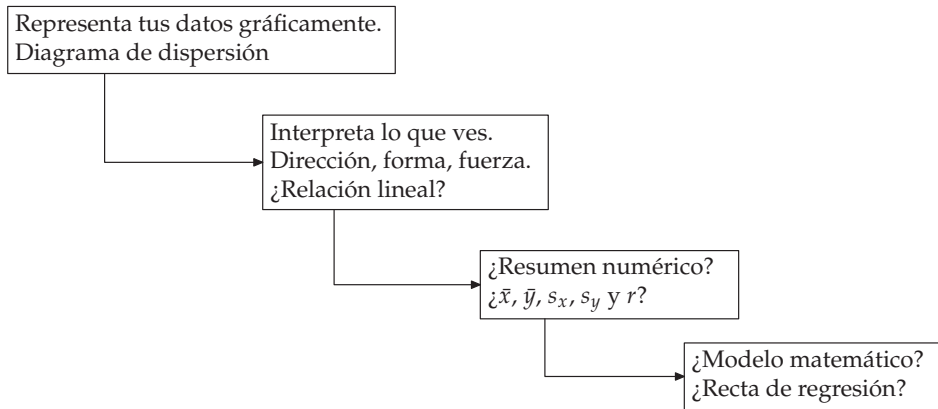 Representa tus datos gráficamente.
Diagrama de dispersión
Interpreta lo que ves.
Dirección, forma, fuerza.
¿Relación lineal?
¿Resumen numérico?
¿x̄, ȳ, sₓ, s_y y r?
¿Modelo matemático?
¿Recta de regresión?